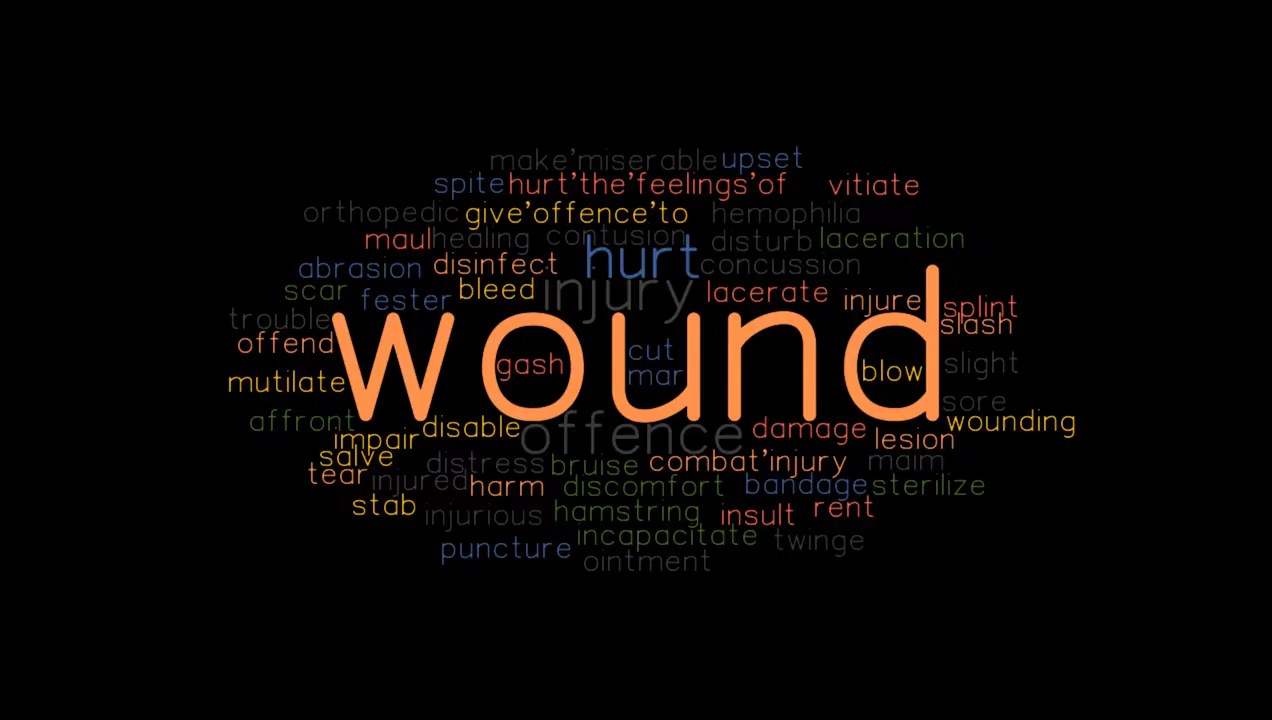 make'miserable upset
spite hurt'the'feelings'of vitiate
orthopedic give'offence'to hemophilia
maul healing contusion disturb laceration
hurt
abrasion disinfect concussion
scar fester bleed injury lacerate injure splint
trouble slash
wound
offend gash cut blow slight
mutilate mar sore
affront disable offence damage wounding
impair lesion
salve distress bruise combat'injury maim
tear injured harm discomfort bandage sterilize
stab injurious hamstring insult rent
puncture incapacitate twinge
ointment